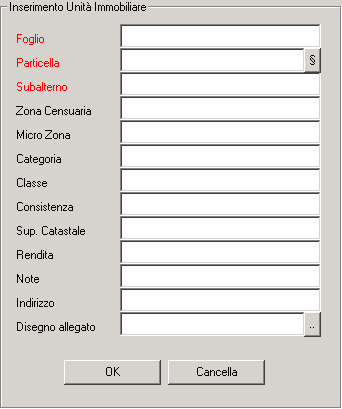 Inserimento Unità Immobiliare
Foglio
Particella §
Subalterno
Zona Censuaria
Micro Zona
Categoria
Classe
Consistenza
Sup. Catastale
Rendita
Note
Indirizzo
Disegno allegato ..
OK Cancella